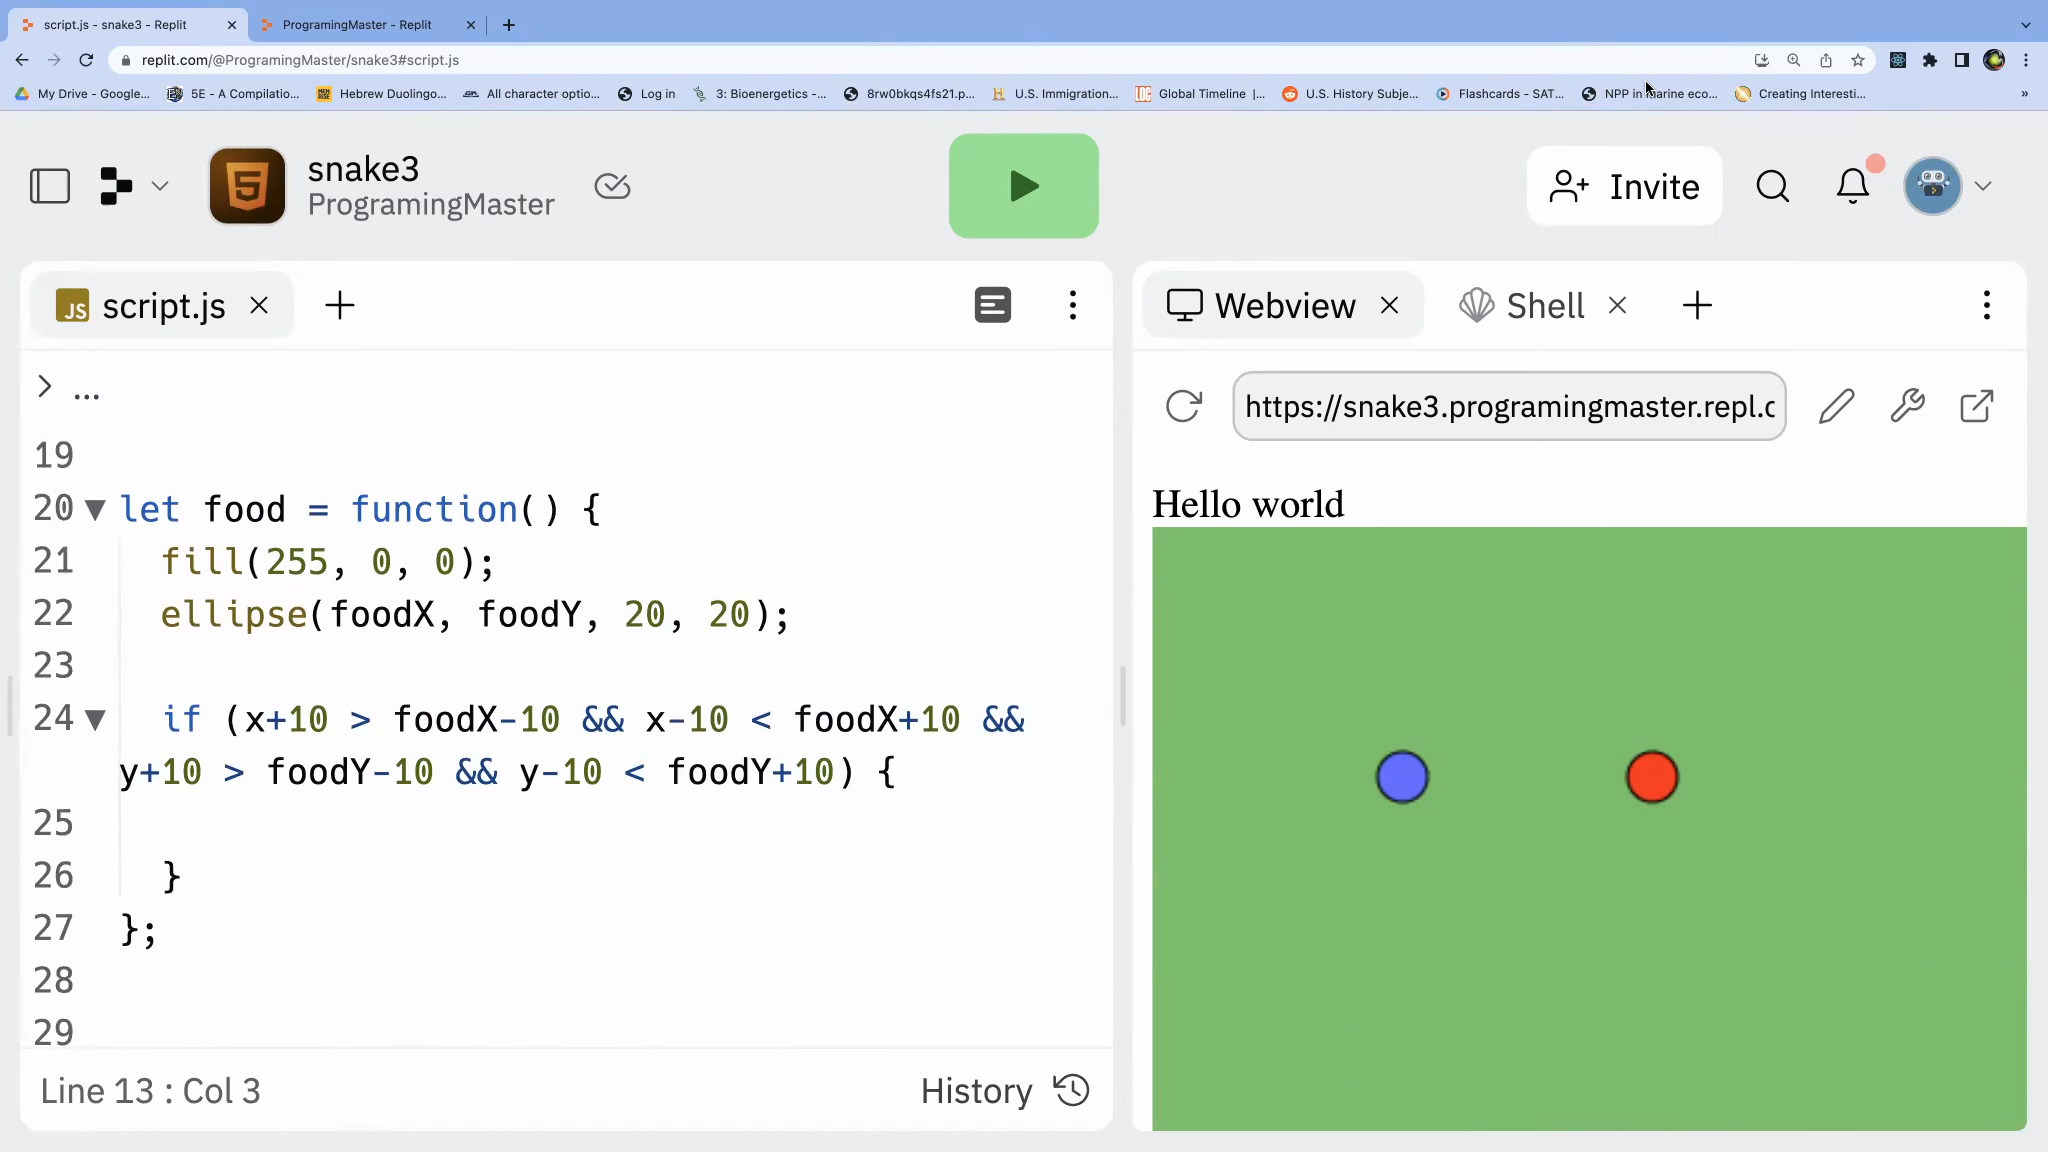 script.js - snake3 - Replit
ProgramingMaster - Replit
replit.com/@ProgramingMaster/snake3#script.js
My Drive - Google...
5E - A Compilatio...
Hebrew Duolingo...
All character optio...
Log in
3: Bioenergetics -...
8rw0bkqs4fs21.p...
U.S. Immigration...
Global Timeline |...
U.S. History Subje...
Flashcards - SAT...
NPP in marine eco...
Creating Interesti...
»
snake3
ProgramingMaster
Invite
JS script.js
Webview
Shell
https://snake3.programingmaster.repl.c
...
19
20 let food = function() {
21 fill(255, 0, 0);
22 ellipse(foodX, foodY, 20, 20);
23
24 if (x+10 > foodX-10 && x-10 < foodX+10 &&
y+10 > foodY-10 && y-10 < foodY+10) {
25
26 }
27 };
28
29
Line 13 : Col 3
History
Hello world